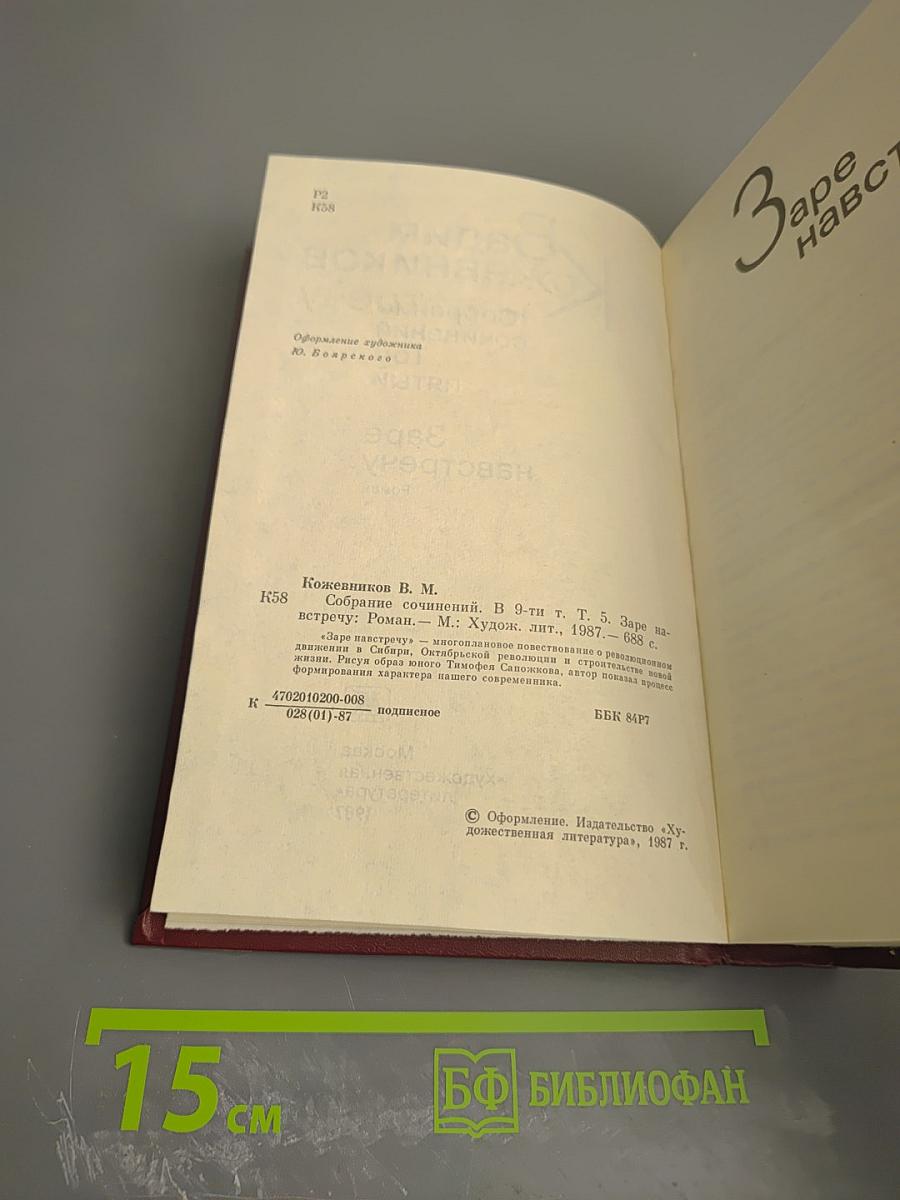 Р2
К58
Оформление художника
Ю. Боярского
Кожевников В. М.
К58 Собрание сочинений. В 9-ти т. Т. 5. Заре на-
встречу: Роман.— М.: Худож. лит., 1987.— 688 с.
«Заре навстречу» — многоплановое повествование о революционном
движении в Сибири, Октябрьской революции и строительстве новой
жизни. Рисуя образ юного Тимофея Сапожкова, автор показал процесс
формирования характера нашего современника.
К 4702010200-008
028(01)-87 подписное ББК 84Р7
© Оформление. Издательство «Ху-
дожественная литература», 1987 г.
Заре
навст
15 см
БФ БИБЛИОФАН